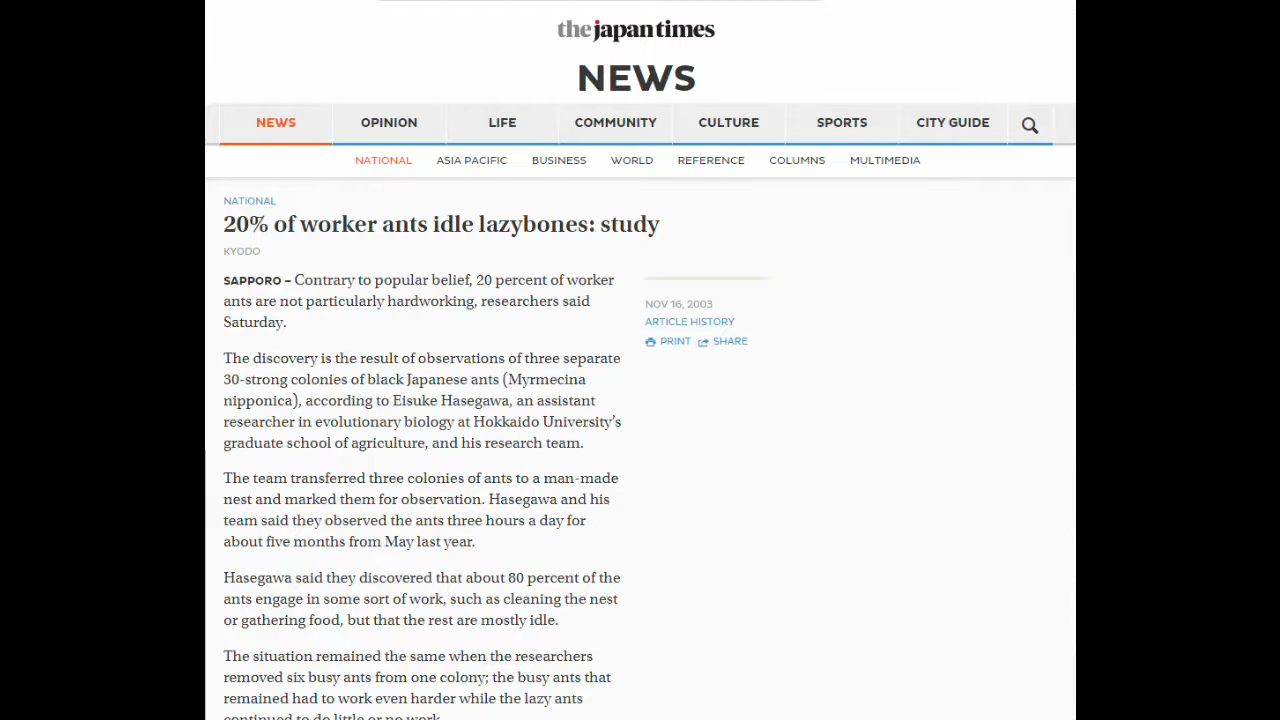 the japan times
NEWS
NEWS OPINION LIFE COMMUNITY CULTURE SPORTS CITY GUIDE
NATIONAL ASIA PACIFIC BUSINESS WORLD REFERENCE COLUMNS MULTIMEDIA
NATIONAL
20% of worker ants idle lazybones: study
KYODO
SAPPORO – Contrary to popular belief, 20 percent of worker
ants are not particularly hardworking, researchers said
Saturday.
The discovery is the result of observations of three separate
30-strong colonies of black Japanese ants (Myrmecina
nipponica), according to Eisuke Hasegawa, an assistant
researcher in evolutionary biology at Hokkaido University’s
graduate school of agriculture, and his research team.
The team transferred three colonies of ants to a man-made
nest and marked them for observation. Hasegawa and his
team said they observed the ants three hours a day for
about five months from May last year.
Hasegawa said they discovered that about 80 percent of the
ants engage in some sort of work, such as cleaning the nest
or gathering food, but that the rest are mostly idle.
The situation remained the same when the researchers
removed six busy ants from one colony; the busy ants that
remained had to work even harder while the lazy ants
continued to do little or no work.
NOV 16, 2003
ARTICLE HISTORY
PRINT SHARE